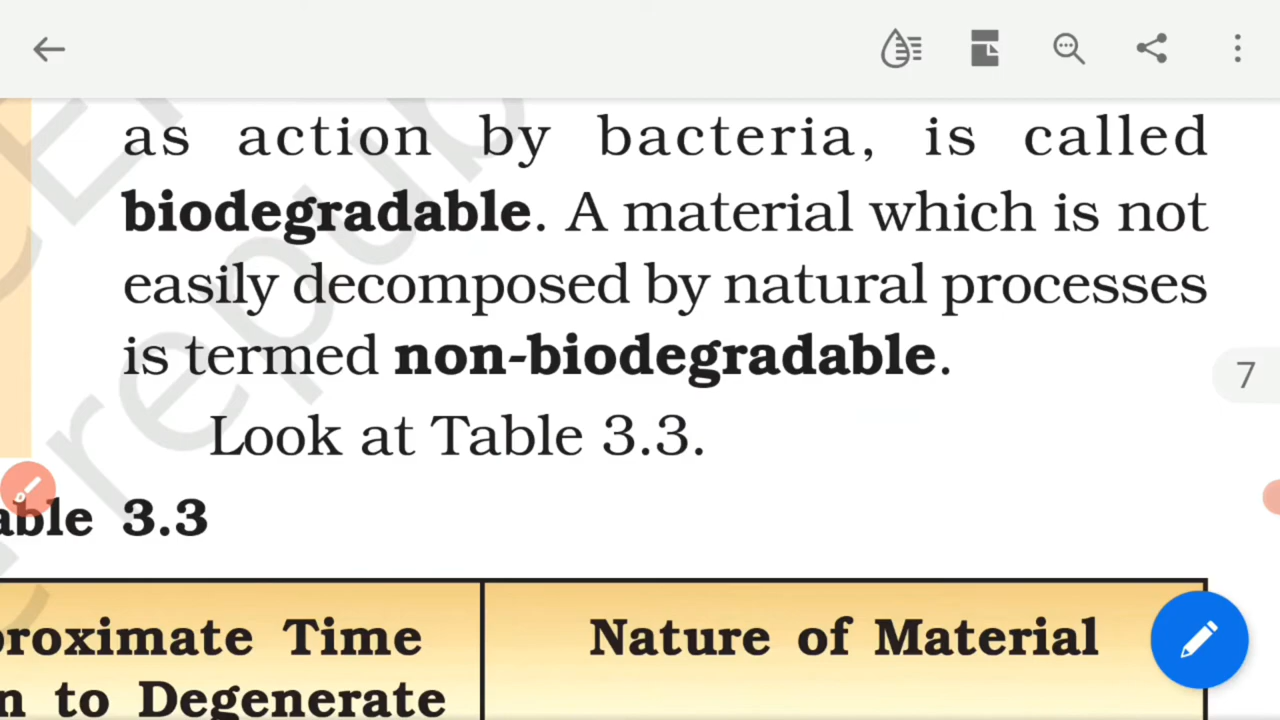 as action by bacteria, is called
biodegradable. A material which is not
easily decomposed by natural processes
is termed non-biodegradable.
7
Look at Table 3.3.
able 3.3
proximate Time
Nature of Material
n to Degenerate